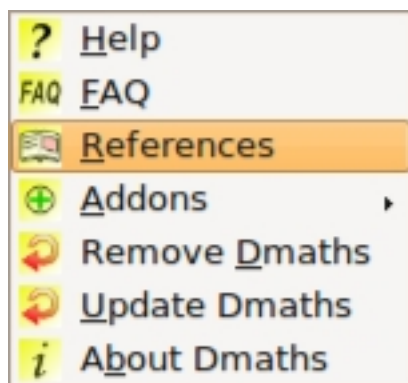 ? Help
FAQ FAQ
References
Addons
Remove Dmaths
Update Dmaths
i About Dmaths